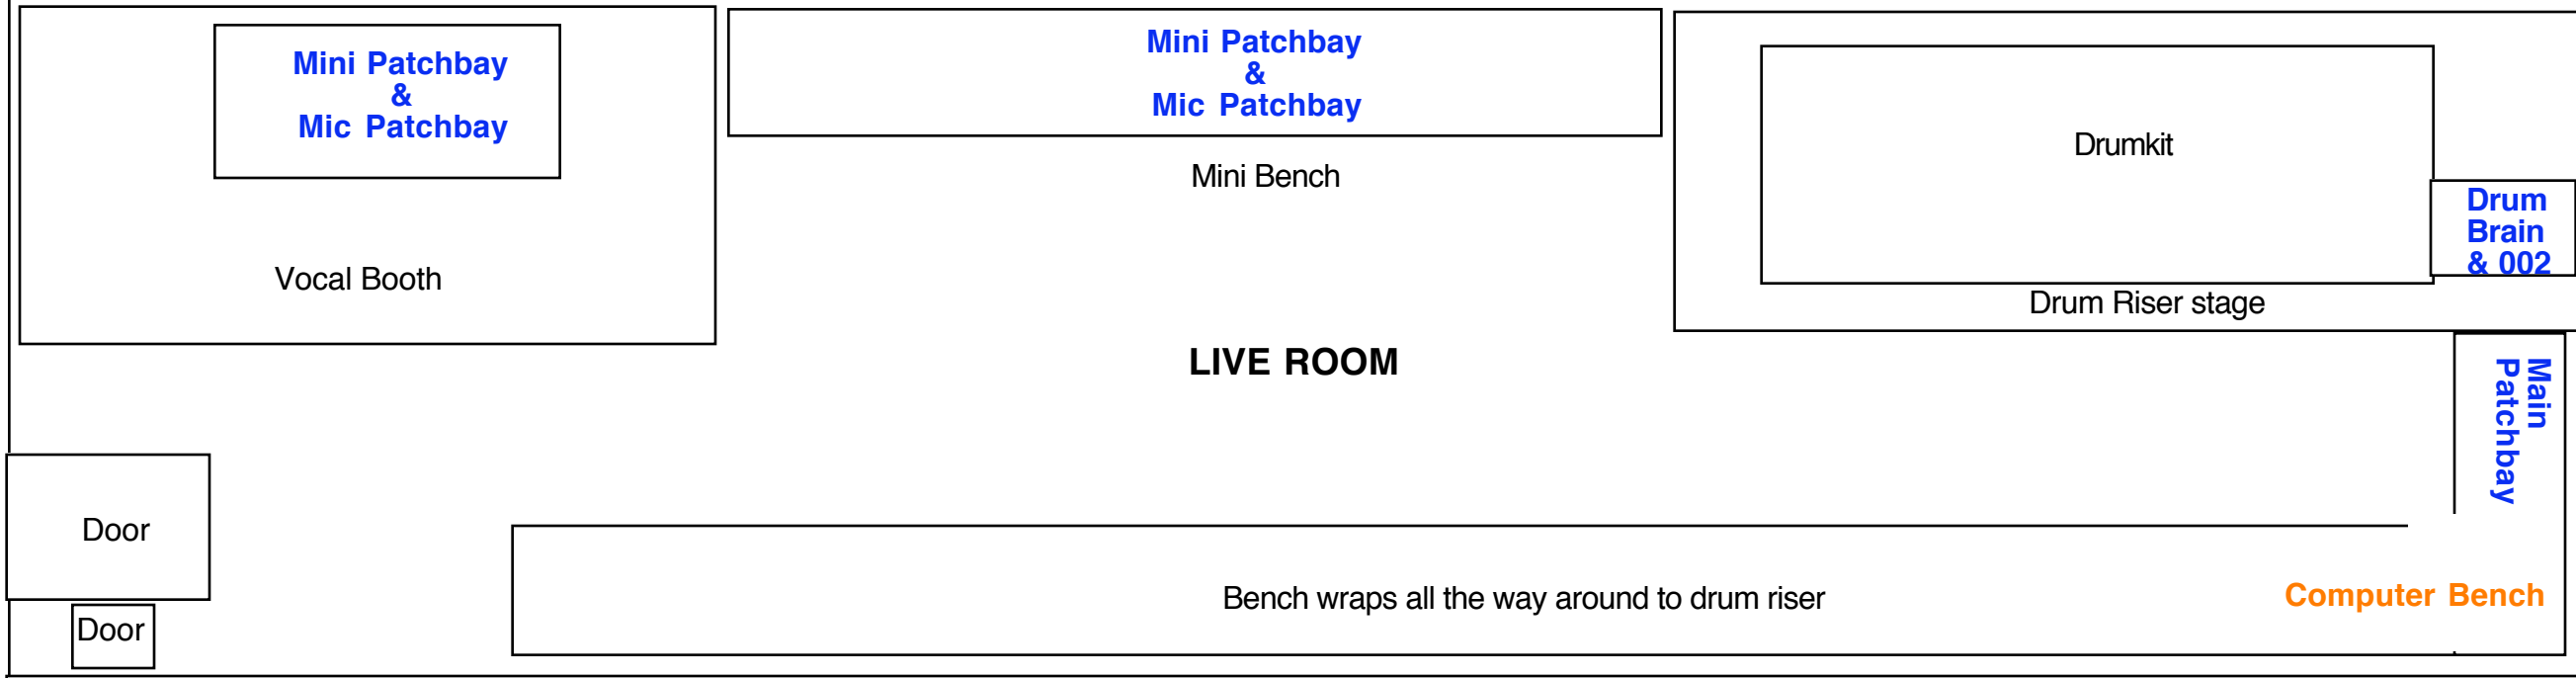 Mini Patchbay
&
Mic Patchbay
Vocal Booth
Mini Patchbay
&
Mic Patchbay
Mini Bench
Drumkit
Drum
Brain
& 002
Drum Riser stage
LIVE ROOM
Main
Patchbay
Door
Door
Bench wraps all the way around to drum riser
Computer Bench